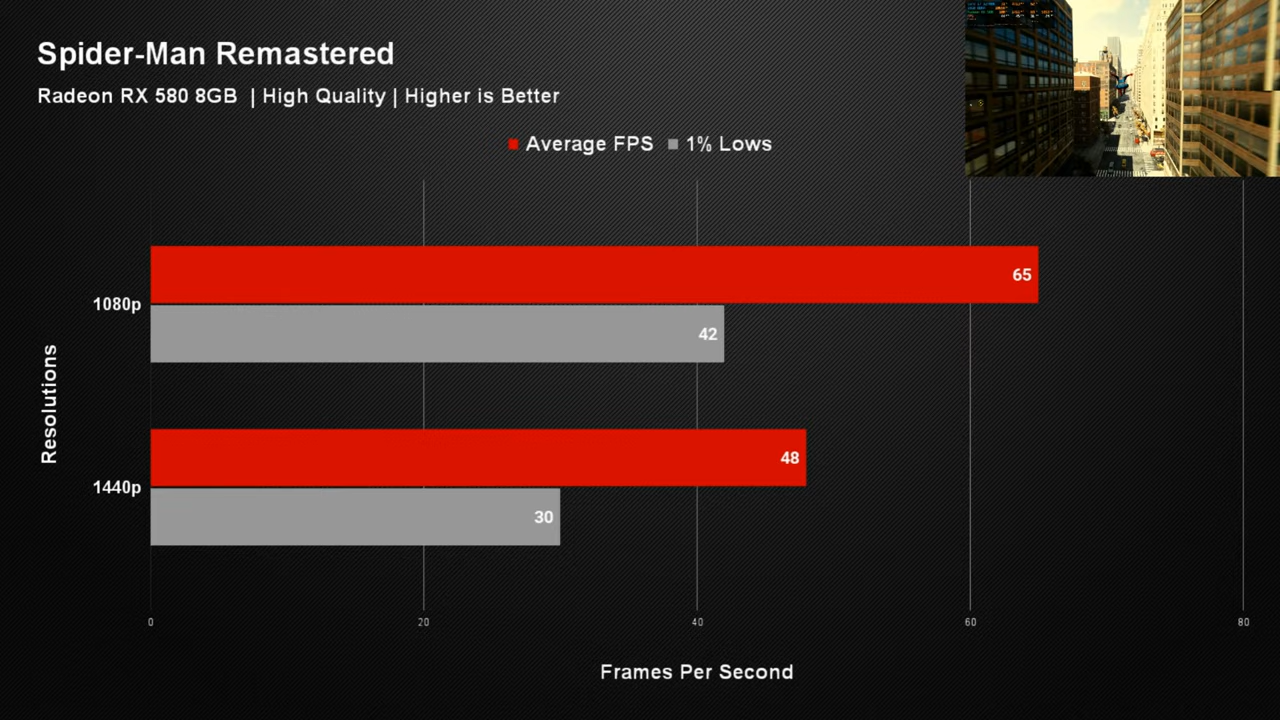 Spider-Man Remastered
Radeon RX 580 8GB | High Quality | Higher is Better
Average FPS 1% Lows
65
1080p
42
Resolutions
48
1440p
30
0 20 40 60 80
Frames Per Second